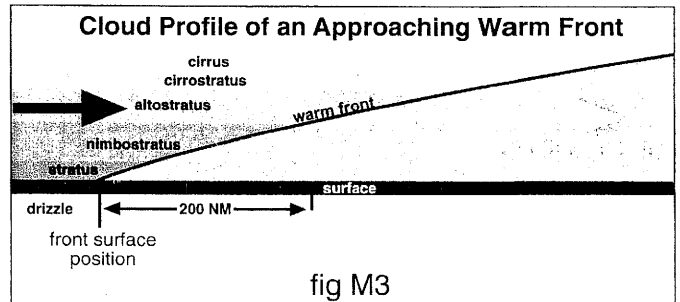 Cloud Profile of an Approaching Warm Front
cirrus
cirrostratus
altostratus
warm front
nimbostratus
stratus
surface
drizzle
200 NM
front surface
position
fig M3